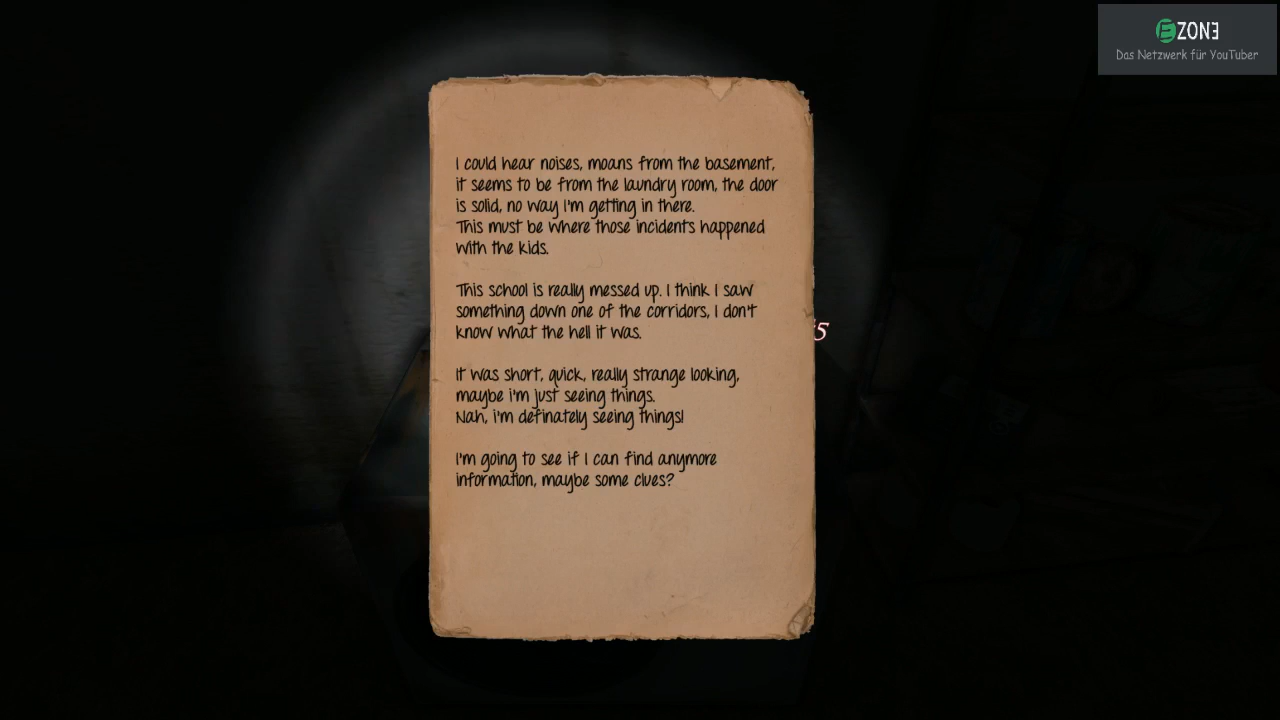 EZONE
Das Netzwerk für YouTuber
I could hear noises, moans from the basement,
it seems to be from the laundry room, the door
is solid, no way I'm getting in there.
This must be where those incidents happened
with the kids.
This school is really messed up. I think I saw
something down one of the corridors, I don't
know what the hell it was.
It was short, quick, really strange looking,
maybe i'm just seeing things.
Nah, i'm definately seeing things!
I'm going to see if I can find anymore
information, maybe some clues?